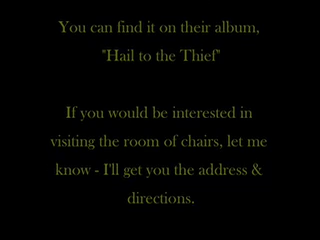 You can find it on their album,
"Hail to the Thief"
If you would be interested in
visiting the room of chairs, let me
know - I'll get you the address &
directions.